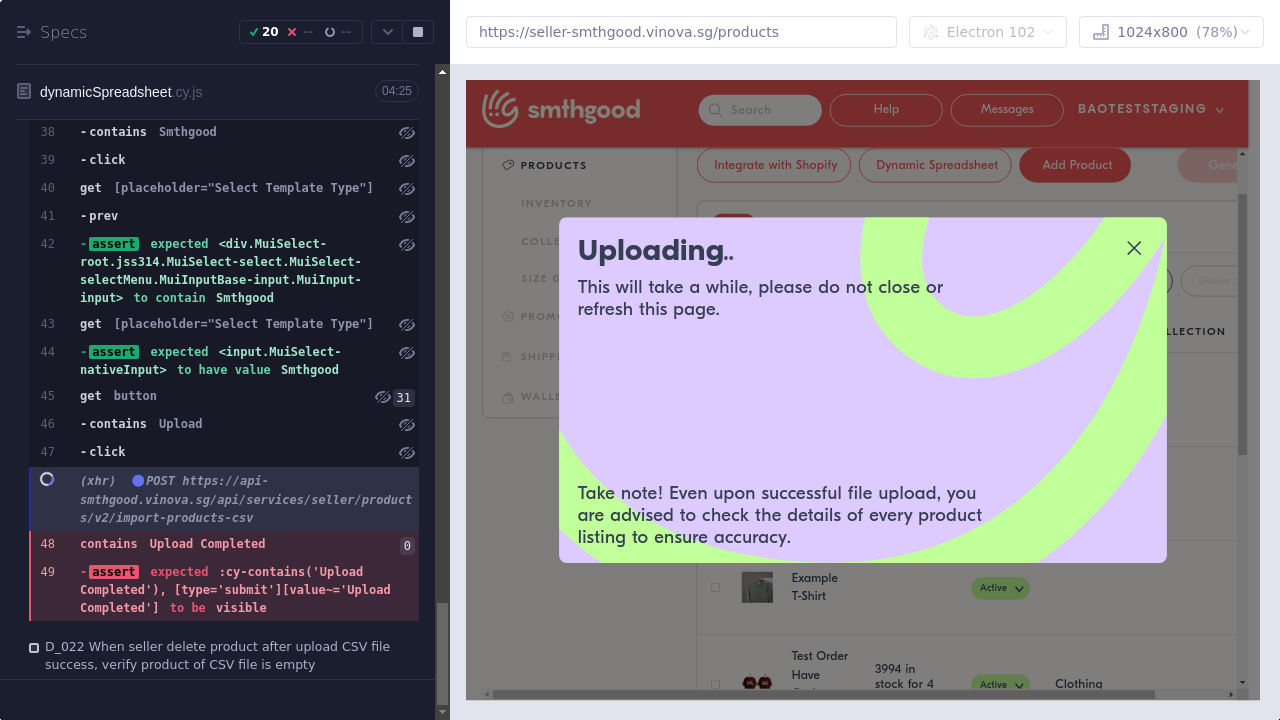 Specs
20
--
--
dynamicSpreadsheet.cy.js
04:25
38 -contains Smthgood
39 -click
40 get [placeholder="Select Template Type"]
41 -prev
42 -assert expected <div.MuiSelect-
root.jss314.MuiSelect-select.MuiSelect-
selectMenu.MuiInputBase-input.MuiInput-
input> to contain Smthgood
43 get [placeholder="Select Template Type"]
44 -assert expected <input.MuiSelect-
nativeInput> to have value Smthgood
45 get button 31
46 -contains Upload
47 -click
(xhr) POST https://api-
smthgood.vinova.sg/api/services/seller/product
s/v2/import-products-csv
48 contains Upload Completed 0
49 -assert expected :cy-contains('Upload
Completed'), [type='submit'][value~='Upload
Completed'] to be visible
D_022 When seller delete product after upload CSV file
success, verify product of CSV file is empty
https://seller-smthgood.vinova.sg/products
Electron 102
1024x800 (78%)
smthgood
Search
Help
Messages
BAOTESTSTAGING
PRODUCTS
INVENTORY
COLLE
SIZE G
PROMO
SHIPPI
WALLE
Integrate with Shopify
Dynamic Spreadsheet
Add Product
Gene
Delete p
LLECTION
Uploading..
This will take a while, please do not close or
refresh this page.
Take note! Even upon successful file upload, you
are advised to check the details of every product
listing to ensure accuracy.
Example
T-Shirt
Active
Test Order
Have
3994 in
stock for 4
Active
Clothing